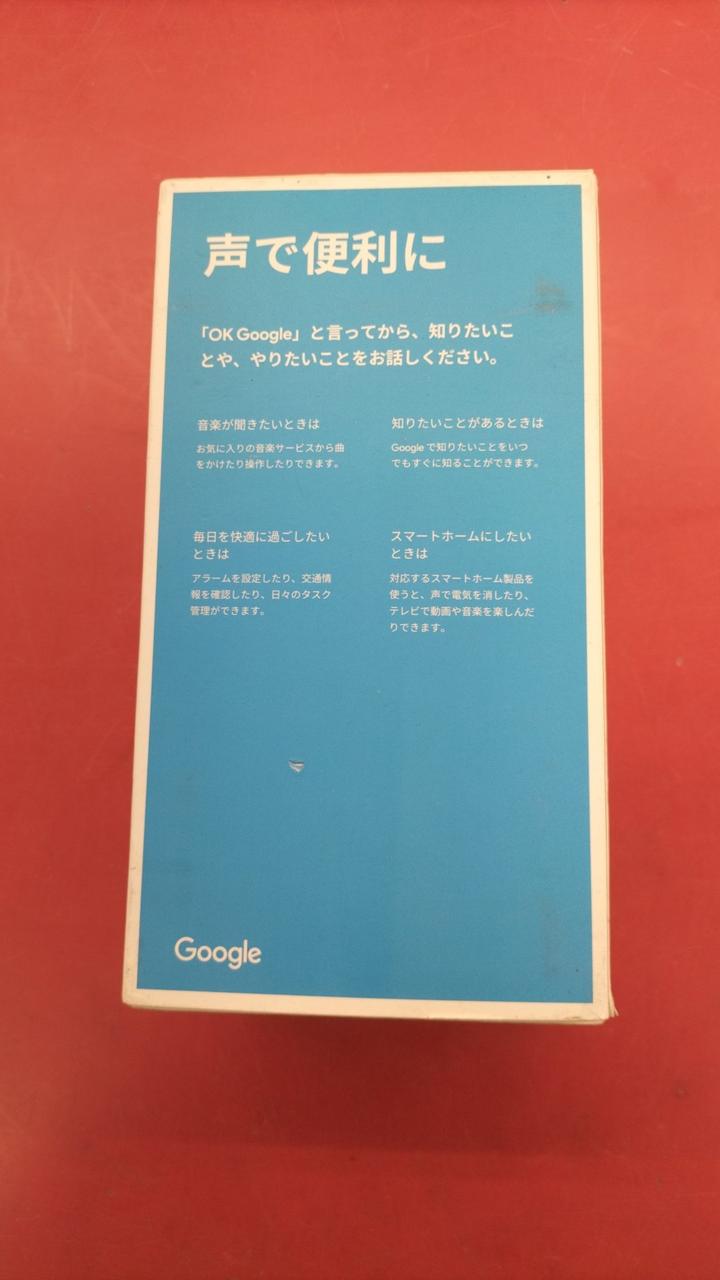 声で便利に
「OK Google」と言ってから、知りたいこ
とや、やりたいことをお話しください。
音楽が聞きたいときは
お気に入りの音楽サービスから曲
をかけたり操作したりできます。
知りたいことがあるときは
Google で知りたいことをいつ
でもすぐに知ることができます。
毎日を快適に過ごしたい
ときは
アラームを設定したり、交通情
報を確認したり、日々のタスク
管理ができます。
スマートホームにしたい
ときは
対応するスマートホーム製品を
使うと、声で電気を消したり、
テレビで動画や音楽を楽しんだ
りできます。
Google